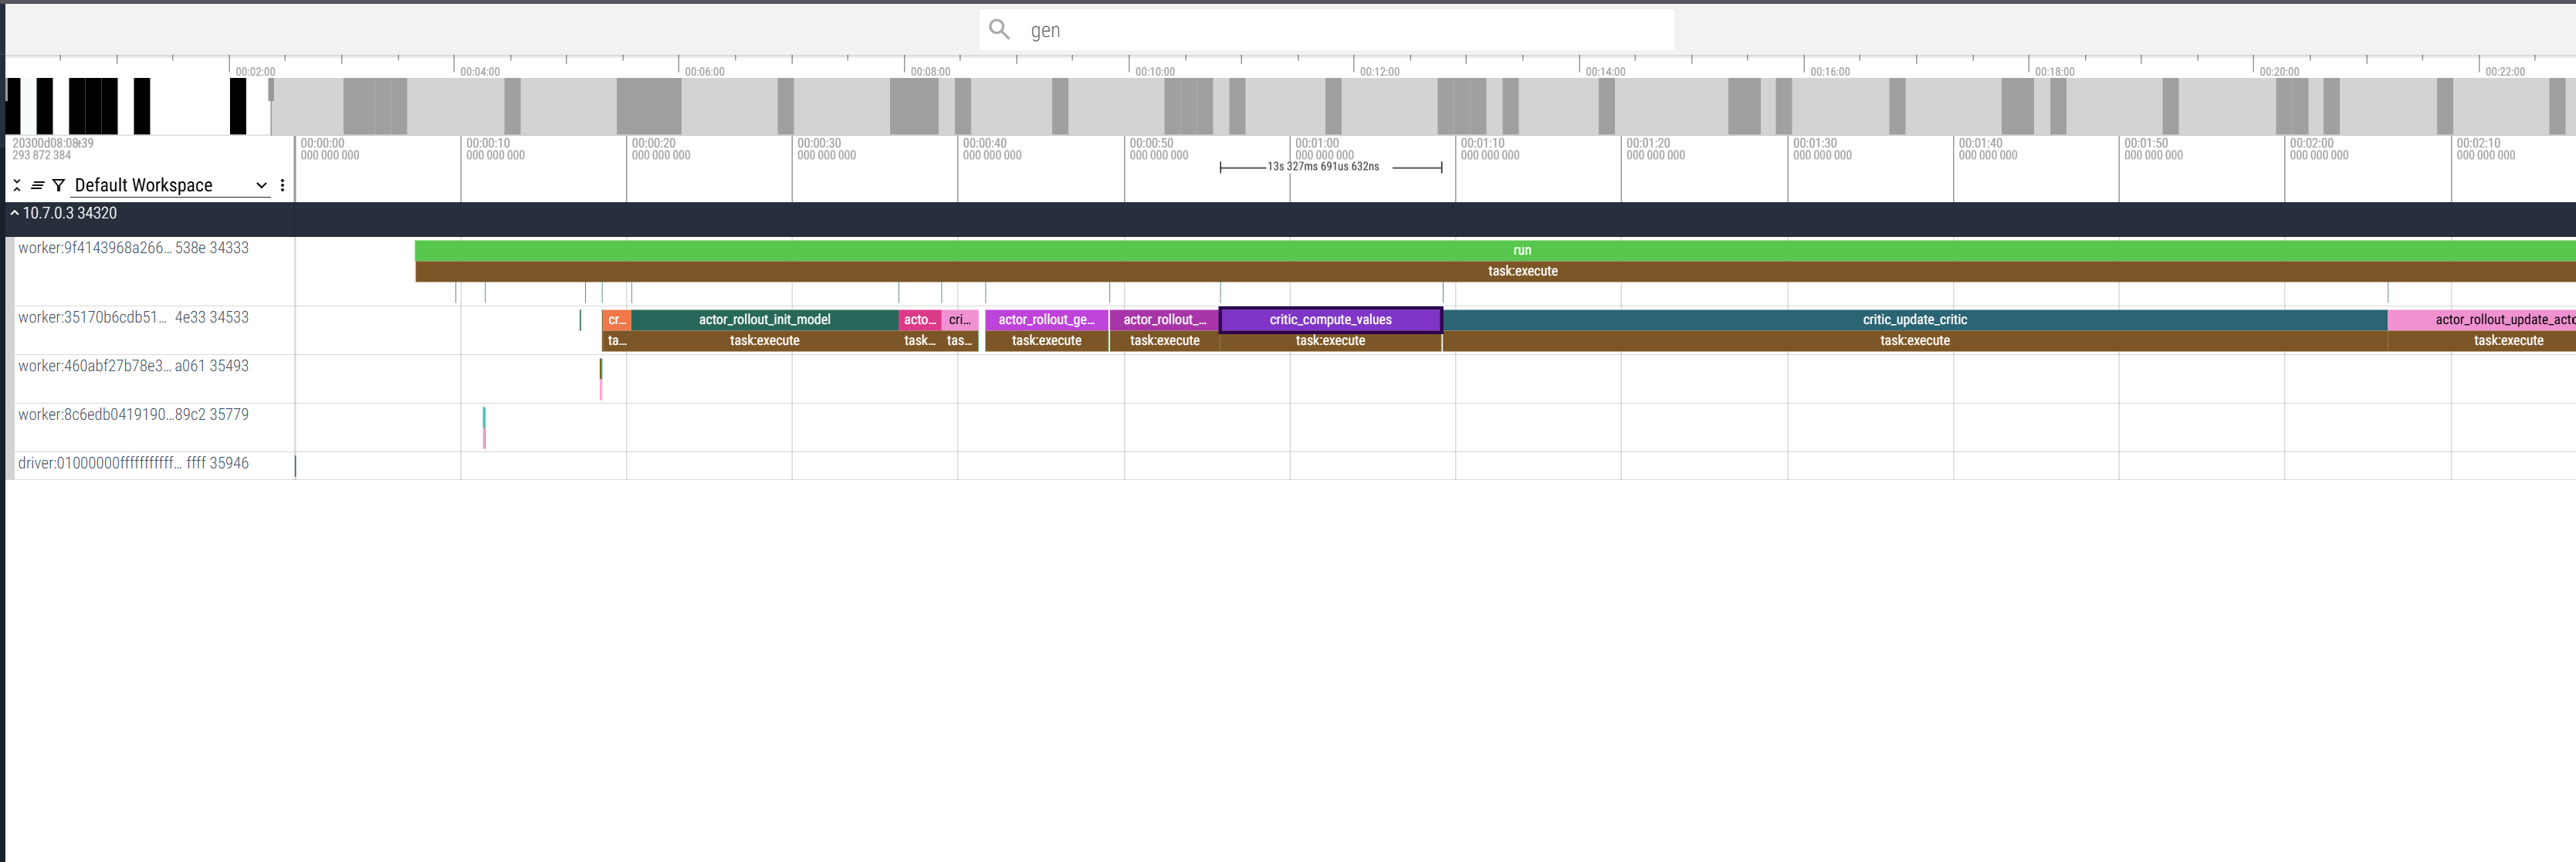 gen
00:02:00 00:04:00 00:06:00 00:08:00 00:10:00 00:12:00 00:14:00 00:16:00 00:18:00 00:20:00 00:22:00
00:00:00 00:00:10 00:00:20 00:00:30 00:00:40 00:00:50 00:01:00 00:01:10 00:01:20 00:01:30 00:01:40 00:01:50 00:02:00 00:02:10
293 872 384 000 000 000 000 000 000 000 000 000 000 000 000 000 000 000 000 000 000 000 000 000 000 000 000 000 000 000 000 000 000 000 000 000 000 000 000 000 000 000 000 000 000
13s 327ms 691us 632ns
Default Workspace
10.7.0.3 34320
worker:9f4143968a266... 538e 34333
run
task:execute
worker:35170b6cdb51... 4e33 34533
cr... actor_rollout_init_model acto... cri... actor_rollout_ge... actor_rollout_... critic_compute_values critic_update_critic actor_rollout_update_acto
ta... task:execute task... tas... task:execute task:execute task:execute task:execute task:execute
worker:460abf27b78e3... a061 35493
worker:8c6edb0419190...89c2 35779
driver:01000000fffffffffff... ffff 35946